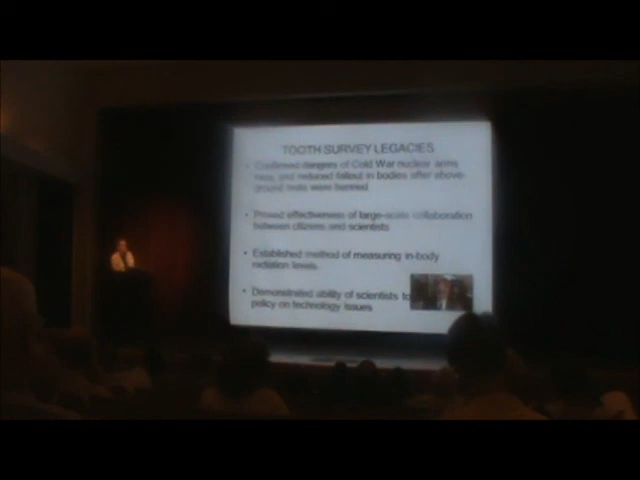 TOOTH SURVEY LEGACIES
• Confirmed dangers of Cold War nuclear arms
race, and reduced fallout in bodies after above-
ground tests were banned
• Proved effectiveness of large-scale collaboration
between citizens and scientists
• Established method of measuring in-body
radiation levels
• Demonstrated ability of scientists to
policy on technology issues